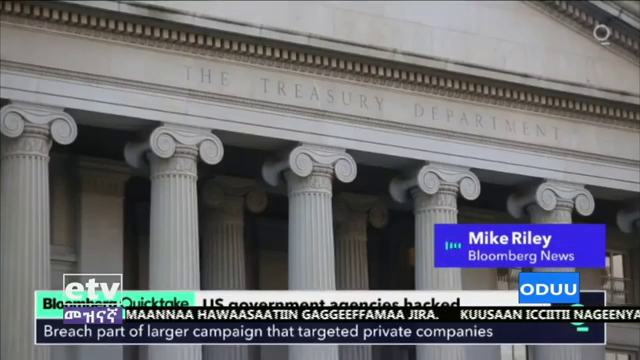 THE TREASURY DEPARTMENT
Mike Riley
Bloomberg News
etv
መዝናኛ
ODUU
Bloomberg Quicktake US government agencies hacked
IMAANNAA HAWAASAATIIN GAGGEEFFAMAA JIRA. KUUSAAN ICCIITII NAGEENYA
Breach part of larger campaign that targeted private companies